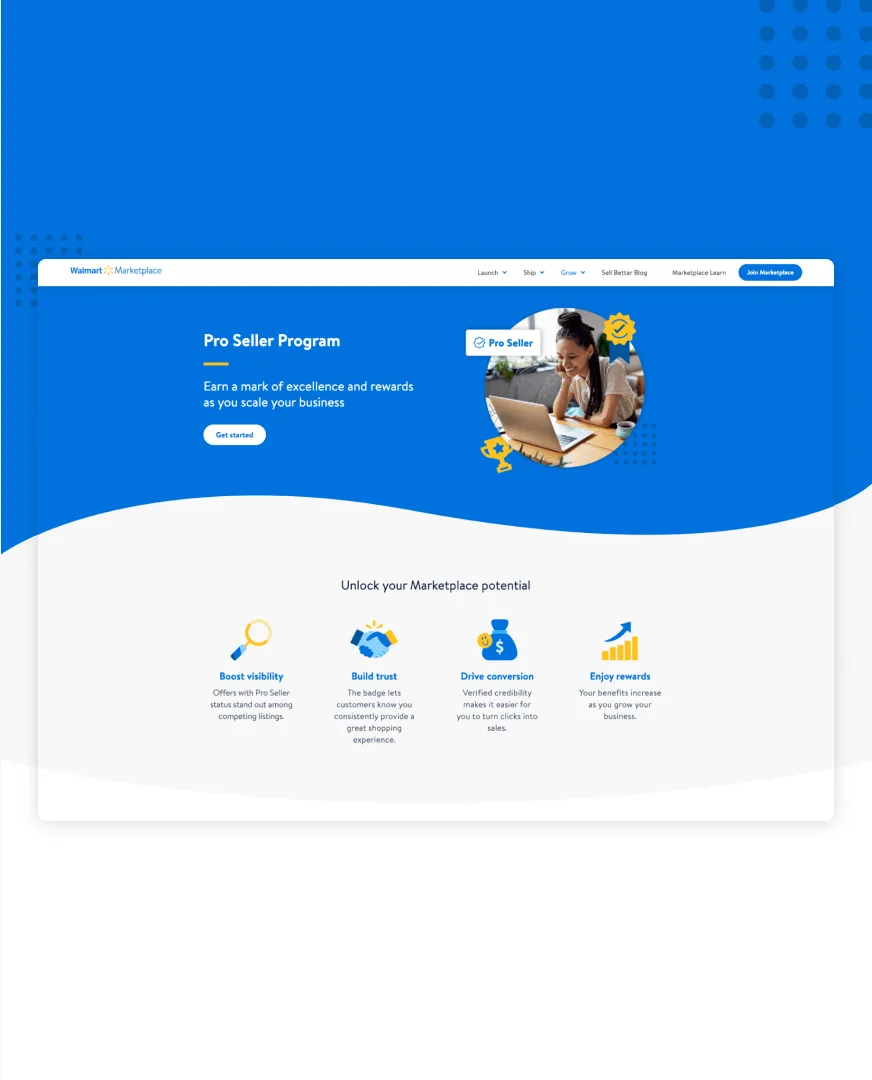 Walmart Marketplace
Launch
Ship
Grow
Sell Better Blog
Marketplace Learn
Join Marketplace
Pro Seller Program
Earn a mark of excellence and rewards
as you scale your business
Get started
Pro Seller
Unlock your Marketplace potential
Boost visibility
Offers with Pro Seller
status stand out among
competing listings.
Build trust
The badge lets
customers know you
consistently provide a
great shopping
experience.
Drive conversion
$
Verified credibility
makes it easier for
you to turn clicks into
sales.
Enjoy rewards
Your benefits increase
as you grow your
business.